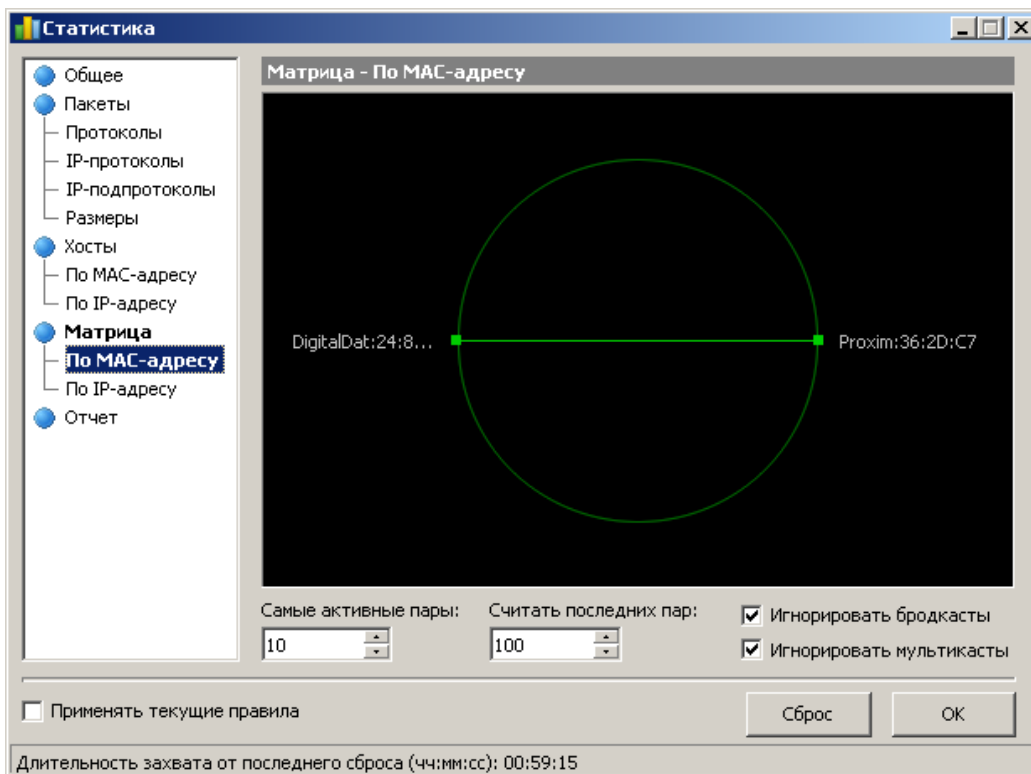 Статистика
Общее
Пакеты
Протоколы
IP-протоколы
IP-подпротоколы
Размеры
Хосты
По MAC-адресу
По IP-адресу
Матрица
По MAC-адресу
По IP-адресу
Отчет
Матрица - По MAC-адресу
DigitalDat:24:8...
Proxim:36:2D:C7
Самые активные пары:
10
Считать последних пар:
100
Игнорировать бродкасты
Игнорировать мультикасты
Применять текущие правила
Сброс
OK
Длительность захвата от последнего сброса (чч:мм:сс): 00:59:15